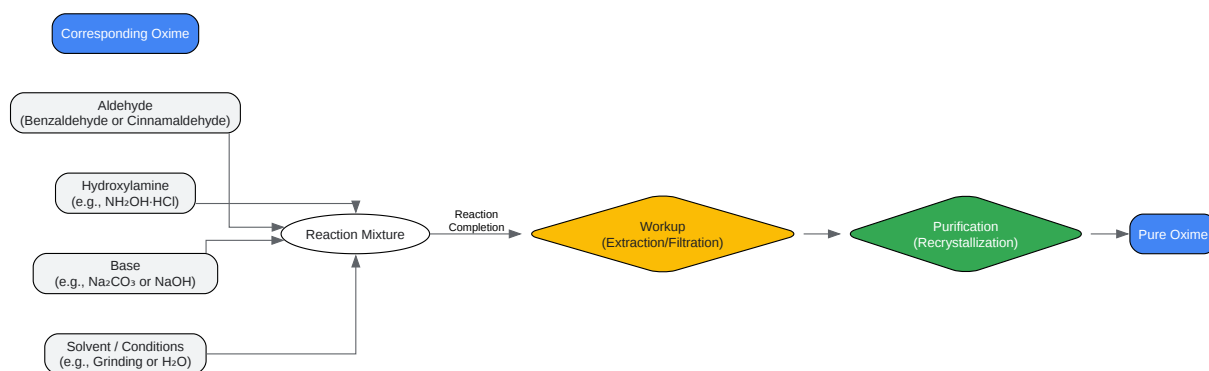 Corresponding Oxime
Aldehyde
(Benzaldehyde or Cinnamaldehyde)
Hydroxylamine
(e.g., NH₂OH·HCl)
Base
(e.g., Na₂CO₃ or NaOH)
Solvent / Conditions
(e.g., Grinding or H₂O)
Reaction Mixture
Reaction
Completion
Workup
(Extraction/Filtration)
Purification
(Recrystallization)
Pure Oxime